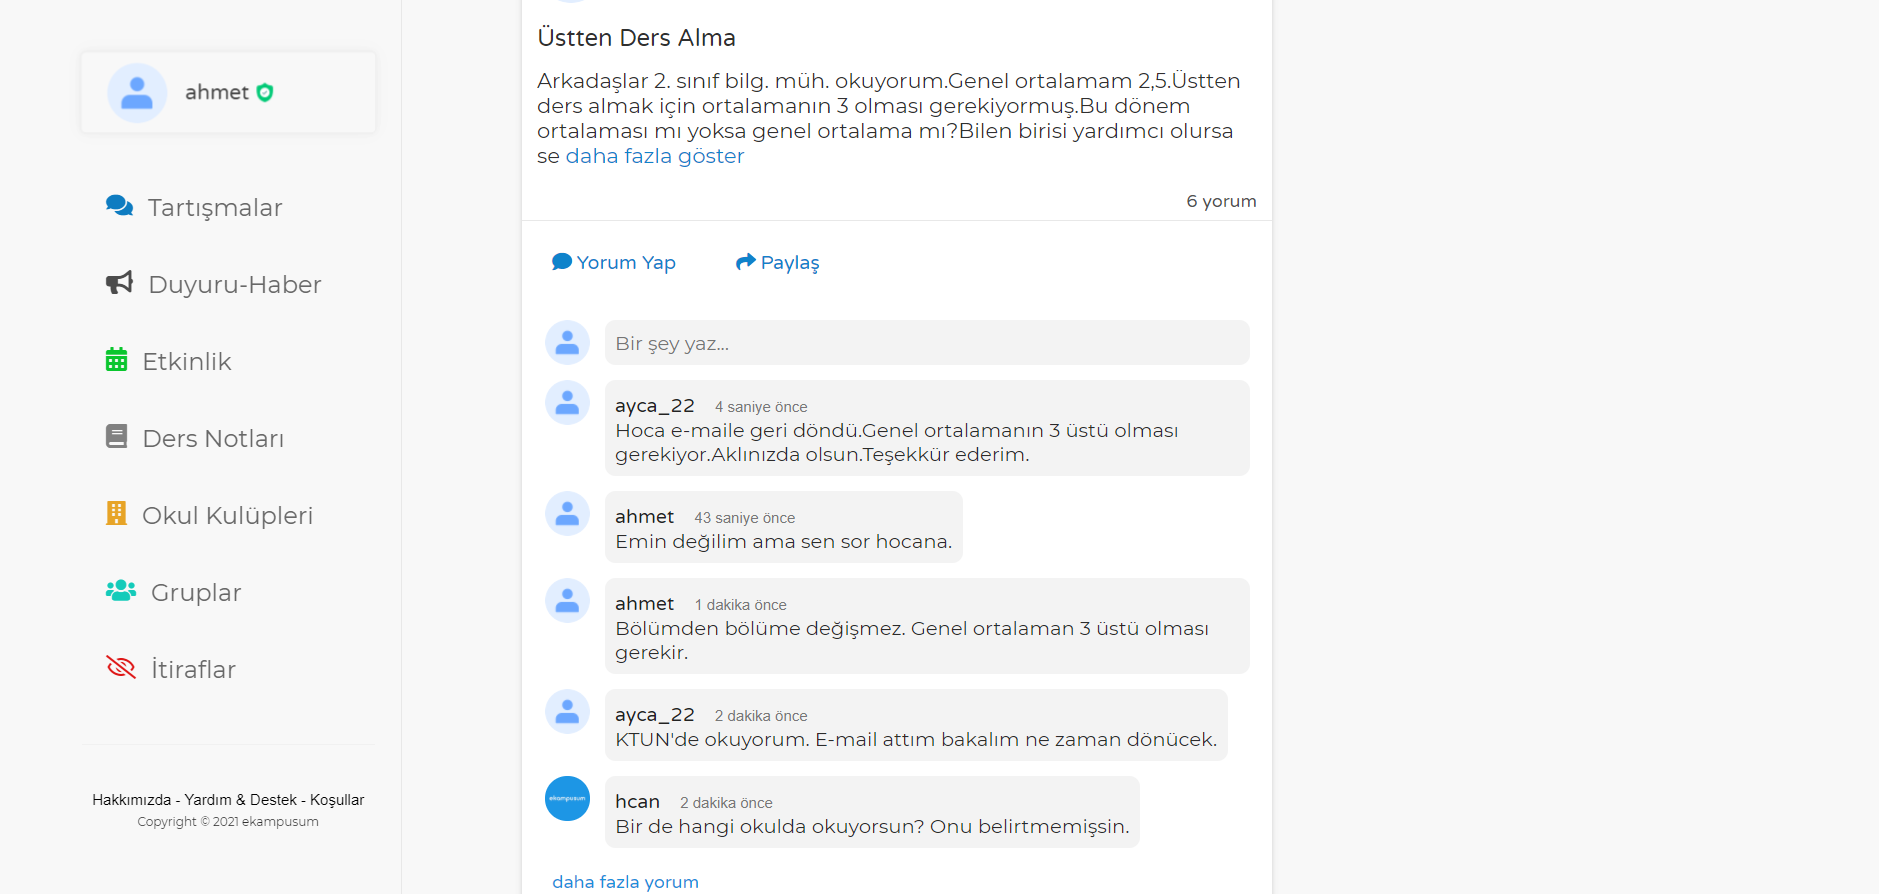 ahmet
Tartışmalar
Duyuru-Haber
Etkinlik
Ders Notları
Okul Kulüpleri
Gruplar
İtiraflar
Hakkımızda - Yardım & Destek - Koşullar
Copyright © 2021 ekampusum
Üstten Ders Alma
Arkadaşlar 2. sınıf bilg. müh. okuyorum.Genel ortalamam 2,5.Üstten
ders almak için ortalamanın 3 olması gerekiyormuş.Bu dönem
ortalaması mı yoksa genel ortalama mı?Bilen birisi yardımcı olursa
se daha fazla göster
6 yorum
Yorum Yap Paylaş
Bir şey yaz...
ayca_22 4 saniye önce
Hoca e-maile geri döndü.Genel ortalamanın 3 üstü olması
gerekiyor.Aklınızda olsun.Teşekkür ederim.
ahmet 43 saniye önce
Emin değilim ama sen sor hocana.
ahmet 1 dakika önce
Bölümden bölüme değişmez. Genel ortalaman 3 üstü olması
gerekir.
ayca_22 2 dakika önce
KTUN'de okuyorum. E-mail attım bakalım ne zaman dönücek.
ekampusum
hcan 2 dakika önce
Bir de hangi okulda okuyorsun? Onu belirtmemişsin.
daha fazla yorum